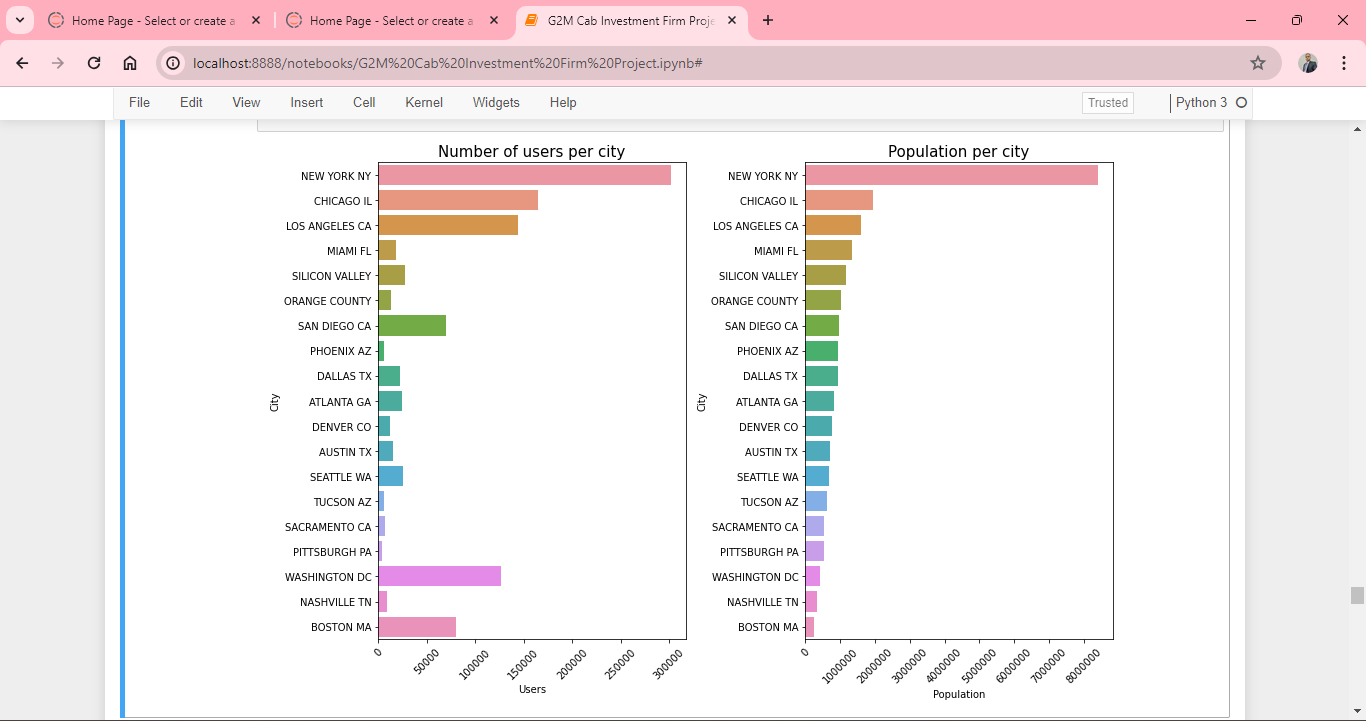 Home Page - Select or create a
Home Page - Select or create a
G2M Cab Investment Firm Proje
localhost:8888/notebooks/G2M%20Cab%20Investment%20Firm%20Project.ipynb#
File Edit View Insert Cell Kernel Widgets Help Trusted Python 3
Number of users per city
NEW YORK NY
CHICAGO IL
LOS ANGELES CA
MIAMI FL
SILICON VALLEY
ORANGE COUNTY
SAN DIEGO CA
PHOENIX AZ
DALLAS TX
ATLANTA GA
DENVER CO
AUSTIN TX
SEATTLE WA
TUCSON AZ
SACRAMENTO CA
PITTSBURGH PA
WASHINGTON DC
NASHVILLE TN
BOSTON MA
City
0 50000 100000 150000 200000 250000 300000
Users
Population per city
NEW YORK NY
CHICAGO IL
LOS ANGELES CA
MIAMI FL
SILICON VALLEY
ORANGE COUNTY
SAN DIEGO CA
PHOENIX AZ
DALLAS TX
ATLANTA GA
DENVER CO
AUSTIN TX
SEATTLE WA
TUCSON AZ
SACRAMENTO CA
PITTSBURGH PA
WASHINGTON DC
NASHVILLE TN
BOSTON MA
City
0 1000000 2000000 3000000 4000000 5000000 6000000 7000000 8000000
Population